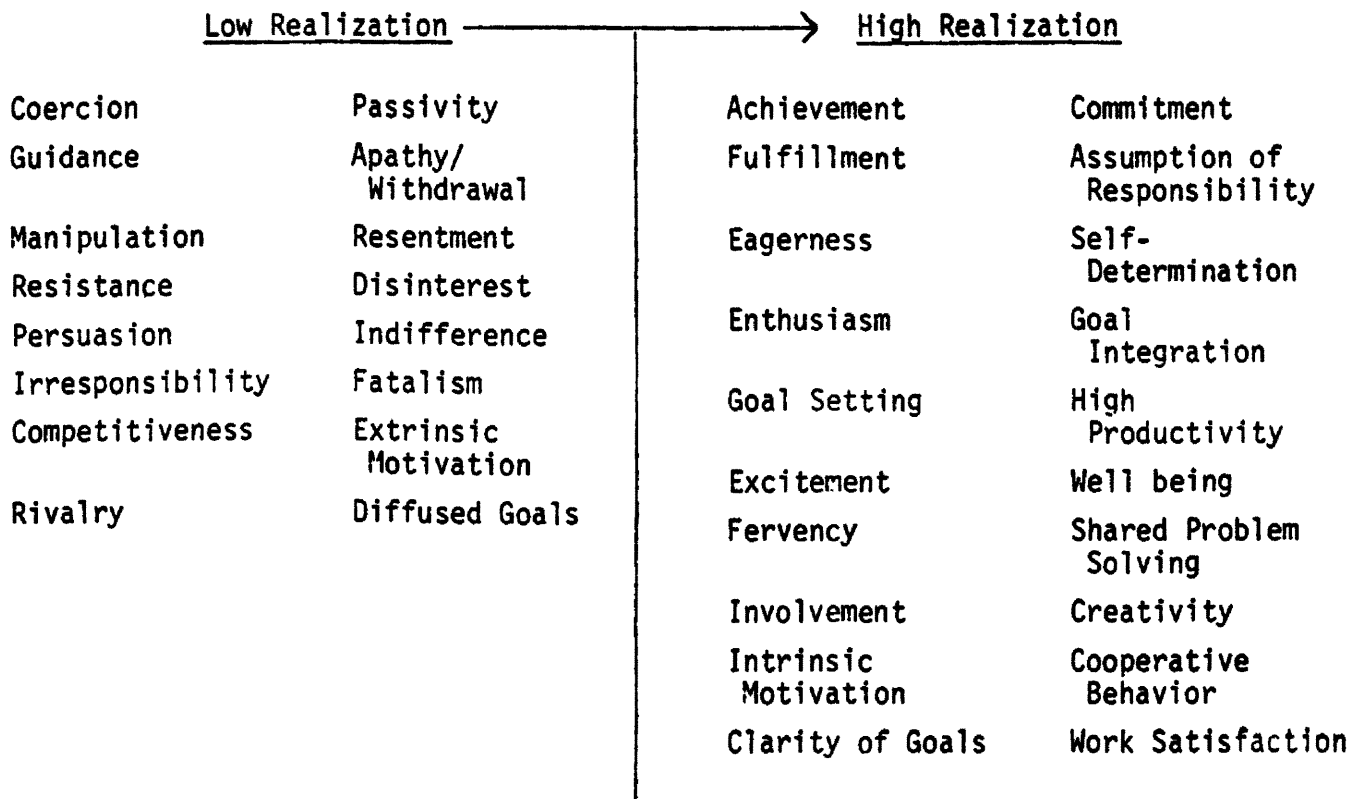 Low Realization High Realization
Coercion Passivity Achievement Commitment
Guidance Apathy/ Fulfillment Assumption of
Withdrawal Responsibility
Manipulation Resentment Eagerness Self-
Resistance Disinterest Determination
Persuasion Indifference Enthusiasm Goal
Integration
Irresponsibility Fatalism Goal Setting High
Competitiveness Extrinsic Productivity
Motivation Excitement Well being
Rivalry Diffused Goals Fervency Shared Problem
Solving
Involvement Creativity
Intrinsic Cooperative
Motivation Behavior
Clarity of Goals Work Satisfaction